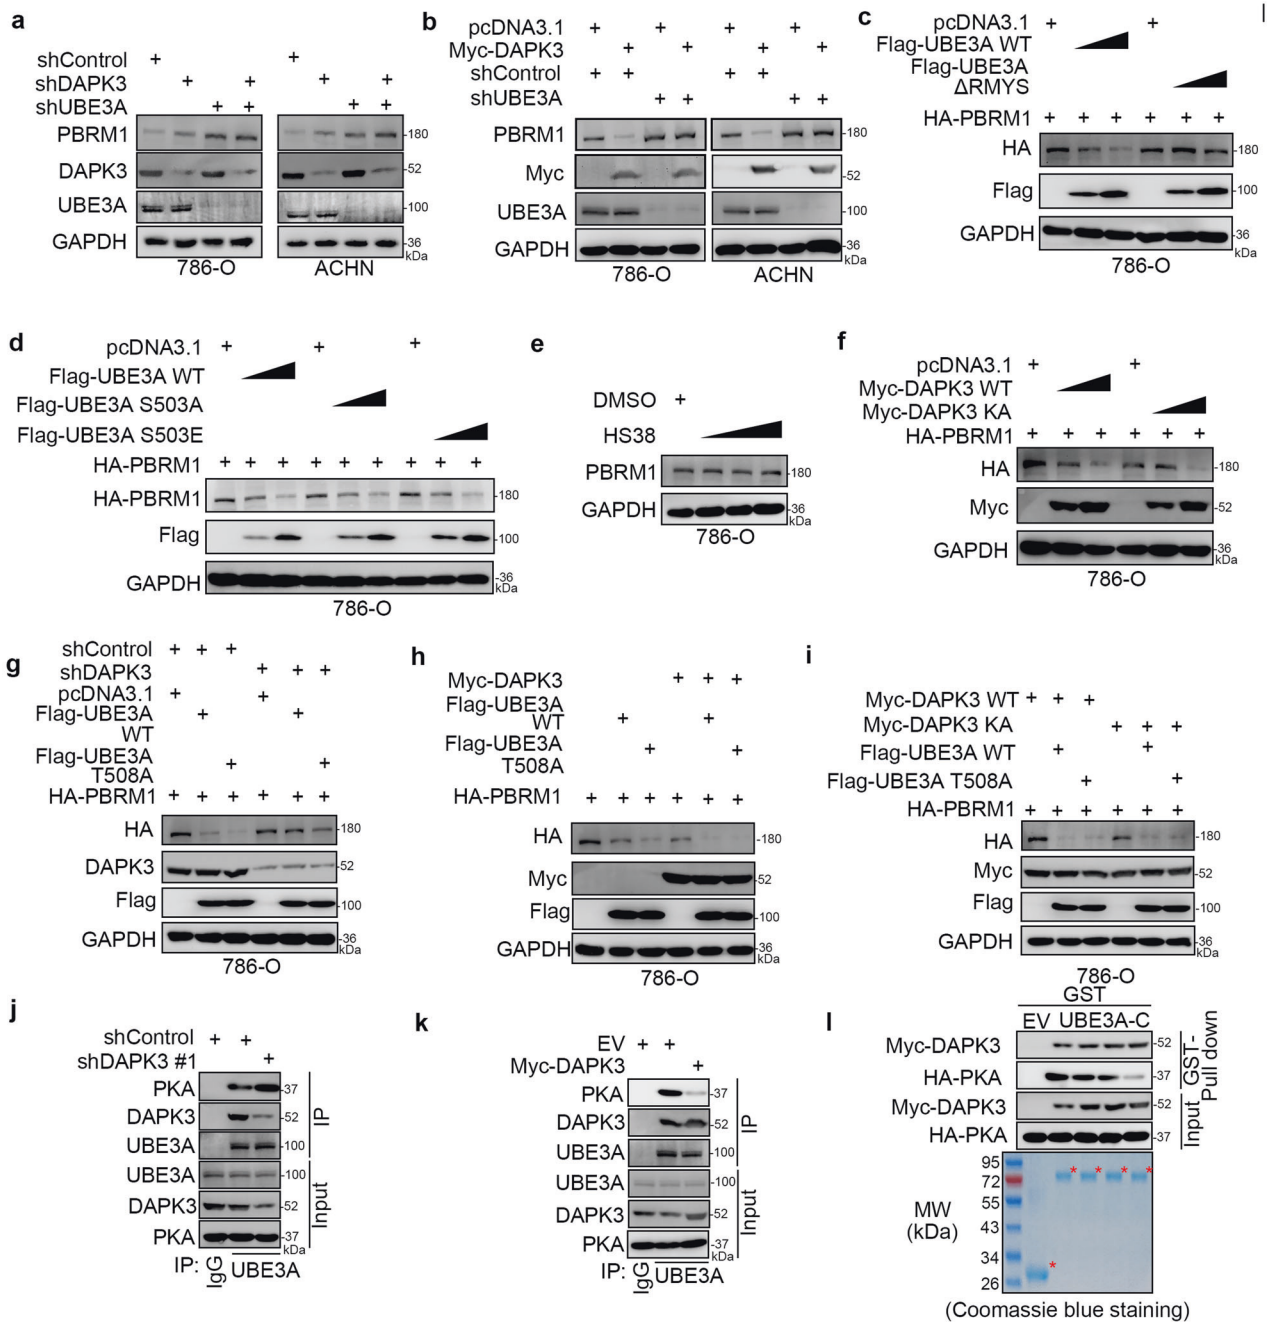 a
shControl +   +
shDAPK3 + +   + +
shUBE3A + +   + +
PBRM1 -180
DAPK3 -52
UBE3A -100
GAPDH -36
kDa
786-O ACHN
b
pcDNA3.1 + +   + +
Myc-DAPK3 + +   + +
shControl + +   + +
shUBE3A + +   + +
PBRM1 -180
Myc -52
UBE3A -100
GAPDH -36
kDa
786-O ACHN
c
pcDNA3.1 + +
Flag-UBE3A WT
Flag-UBE3A
ΔRMYS
HA-PBRM1 + + + + + +
HA -180
Flag -100
GAPDH -36
kDa
786-O
d
pcDNA3.1 + + +
Flag-UBE3A WT
Flag-UBE3A S503A
Flag-UBE3A S503E
HA-PBRM1 + + + + + + + + +
HA-PBRM1 -180
Flag -100
GAPDH -36
kDa
786-O
e
DMSO +
HS38
PBRM1 -180
GAPDH -36
kDa
786-O
f
pcDNA3.1 + +
Myc-DAPK3 WT
Myc-DAPK3 KA
HA-PBRM1 + + + + + +
HA -180
Myc -52
GAPDH -36
kDa
786-O
g
shControl + + +
shDAPK3 + + +
pcDNA3.1 + +
Flag-UBE3A + +
WT
Flag-UBE3A + +
T508A
HA-PBRM1 + + + + + +
HA -180
DAPK3 -52
Flag -100
GAPDH -36
kDa
786-O
h
Myc-DAPK3 + + +
Flag-UBE3A
WT + +
Flag-UBE3A + +
T508A
HA-PBRM1 + + + + + +
HA -180
Myc -52
Flag -100
GAPDH -36
kDa
786-O
i
Myc-DAPK3 WT + + +
Myc-DAPK3 KA + + +
Flag-UBE3A WT + +
Flag-UBE3A T508A + +
HA-PBRM1 + + + + + +
HA -180
Myc -52
Flag -100
GAPDH -36
kDa
786-O
j
shControl + +
shDAPK3 #1 +
PKA -37
DAPK3 -52
UBE3A -100
IP
UBE3A -100
DAPK3 -52
PKA -37
kDa
Input
IP: IgG UBE3A
k
EV + +
Myc-DAPK3 +
PKA -37
DAPK3 -52
UBE3A -100
IP
UBE3A -100
DAPK3 -52
PKA -37
kDa
Input
IP: IgG UBE3A
l
GST
EV UBE3A-C
Myc-DAPK3 -52
HA-PKA -37
GST-
Pull down
Myc-DAPK3 -52
HA-PKA -37
Input
95 * * * *
72
55
43
34
26 *
MW
(kDa)
(Coomassie blue staining)